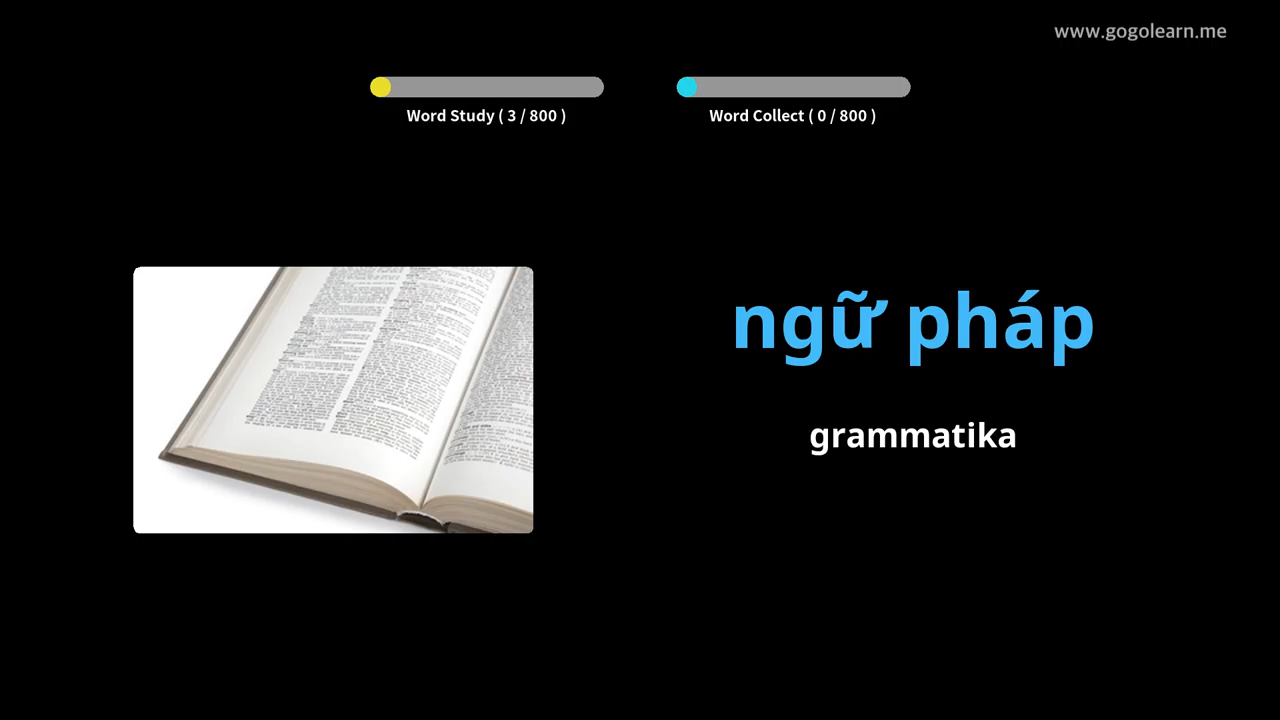 www.gogolearn.me
Word Study ( 3 / 800 )
Word Collect ( 0 / 800 )
ngữ pháp
grammatika